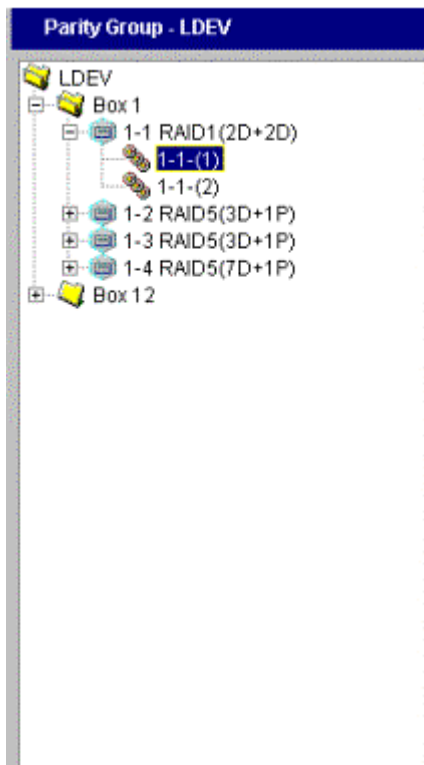 Parity Group - LDEV
LDEV
Box 1
1-1 RAID1(2D+2D)
1-1-(1)
1-1-(2)
1-2 RAID5(3D+1P)
1-3 RAID5(3D+1P)
1-4 RAID5(7D+1P)
Box 12